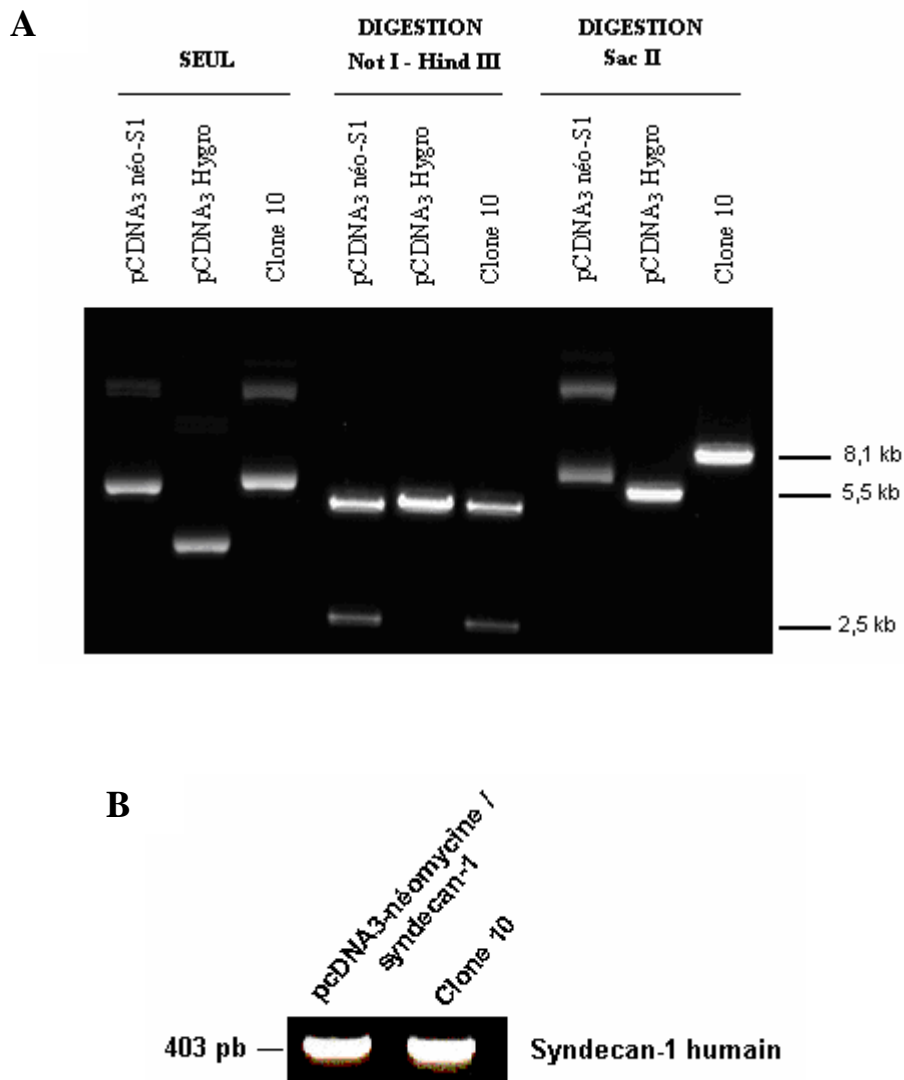 A
SEUL
DIGESTION
Not I - Hind III
DIGESTION
Sac II
pCDNA3 néo-S1
pCDNA3 Hygro
Clone 10
pCDNA3 néo-S1
pCDNA3 Hygro
Clone 10
pCDNA3 néo-S1
pCDNA3 Hygro
Clone 10
8,1 kb
5,5 kb
2,5 kb
B
pcDNA3-néomycine /
syndecan-1
Clone 10
403 pb
Syndecan-1 humain